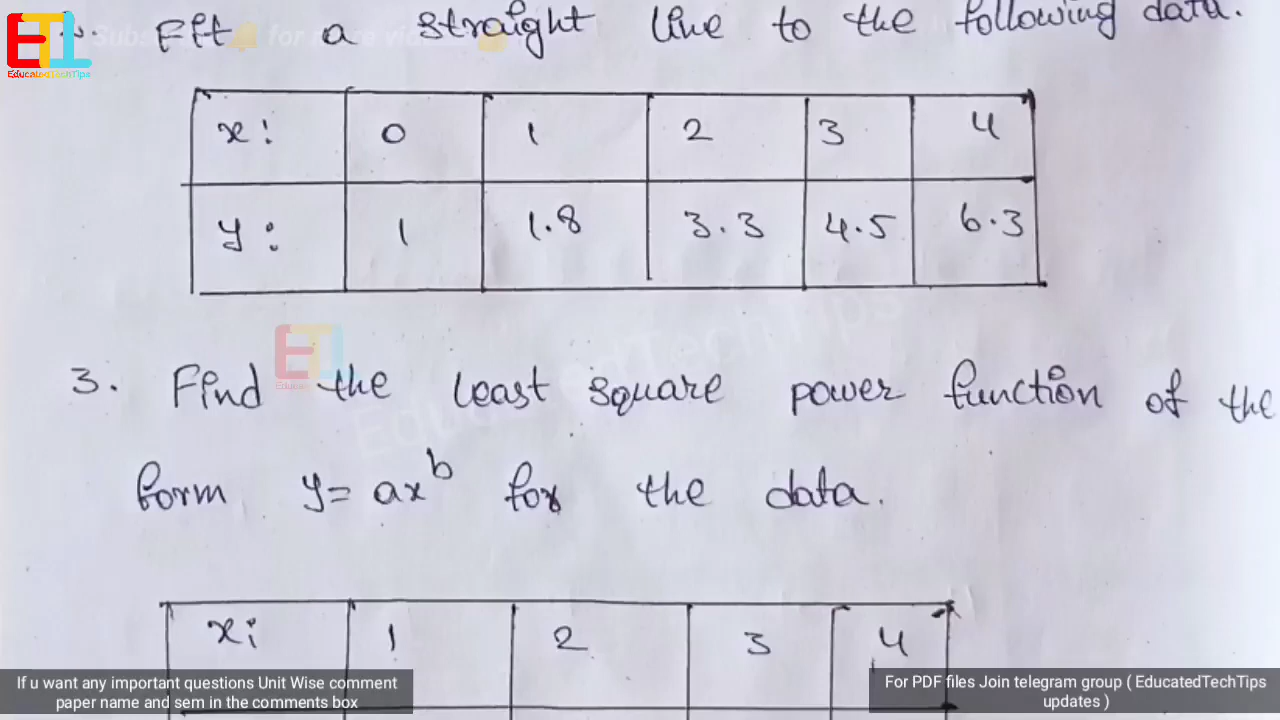 2. Fit a straight line to the following data.
ETT
EducatedTechTips
x: 0 1 2 3 4
y: 1 1.8 3.3 4.5 6.3
3. Find the least square power function of the
form y= ax^b for the data.
xi 1 2 3 4
If u want any important questions Unit Wise comment
paper name and sem in the comments box
For PDF files Join telegram group ( EducatedTechTips
updates )